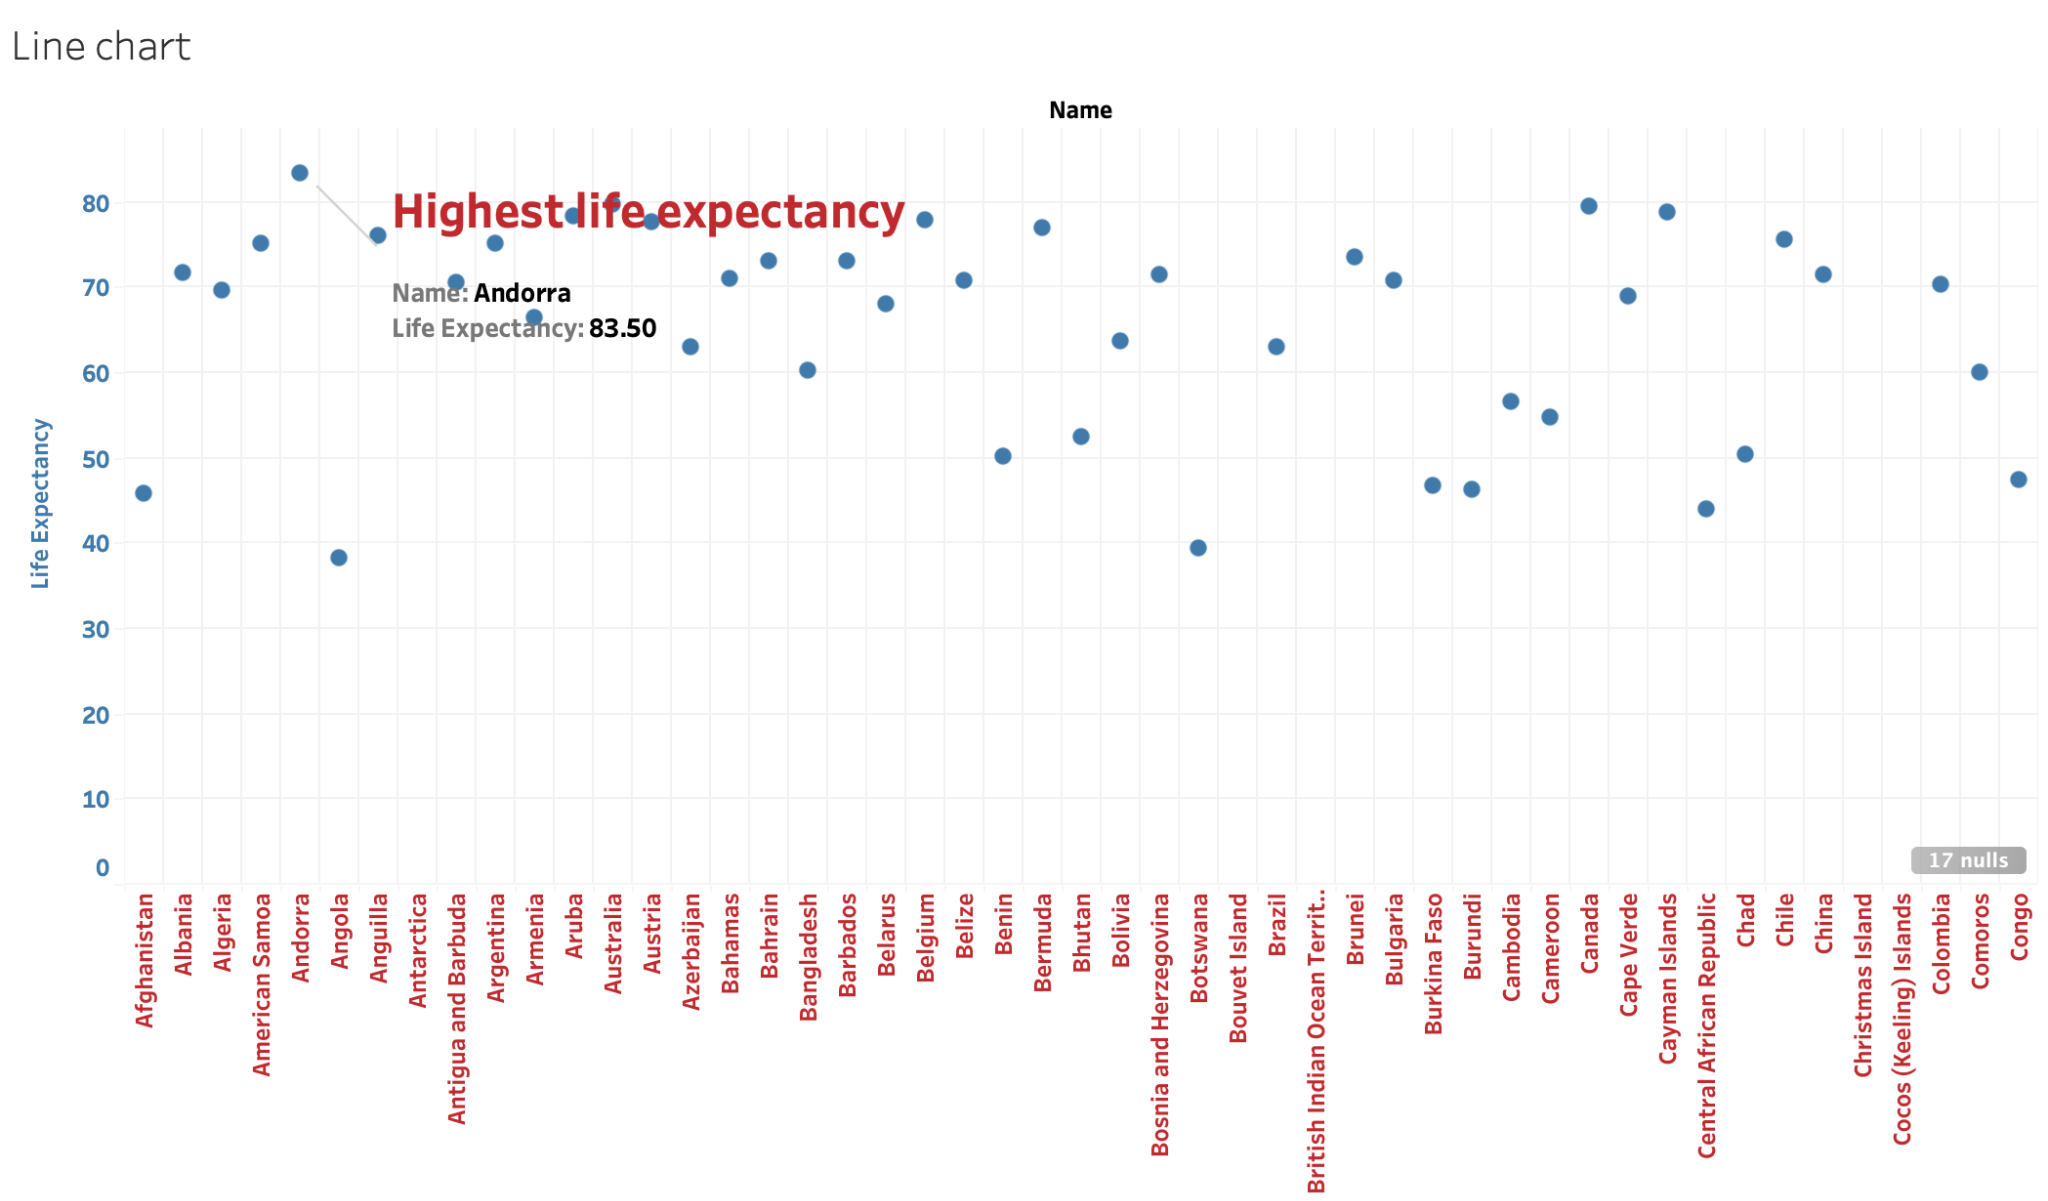 Line chart
Name
Highest life expectancy
Name: Andorra
Life Expectancy: 83.50
Life Expectancy
80
70
60
50
40
30
20
10
0
17 nulls
Afghanistan
Albania
Algeria
American Samoa
Andorra
Angola
Anguilla
Antarctica
Antigua and Barbuda
Argentina
Armenia
Aruba
Australia
Austria
Azerbaijan
Bahamas
Bahrain
Bangladesh
Barbados
Belarus
Belgium
Belize
Benin
Bermuda
Bhutan
Bolivia
Bosnia and Herzegovina
Botswana
Bouvet Island
Brazil
British Indian Ocean Territ..
Brunei
Bulgaria
Burkina Faso
Burundi
Cambodia
Cameroon
Canada
Cape Verde
Cayman Islands
Central African Republic
Chad
Chile
China
Christmas Island
Cocos (Keeling) Islands
Colombia
Comoros
Congo